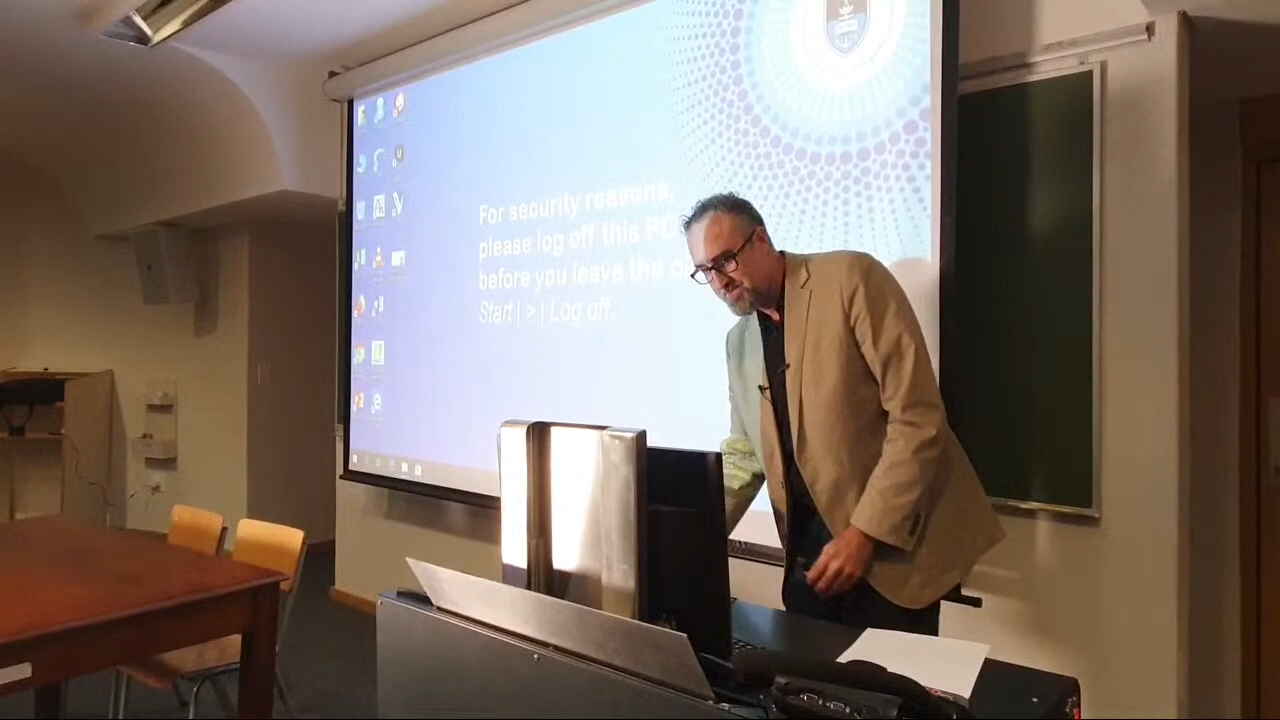 For security reasons,
please log off this PC
before you leave the
Start | > | Log off.